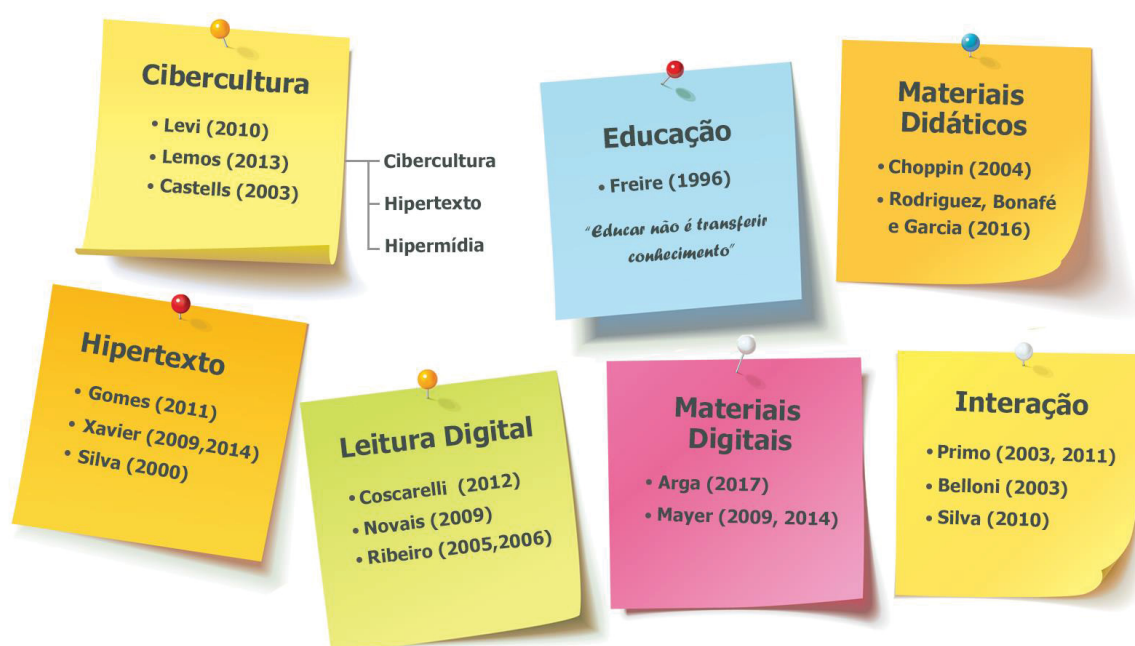 Cibercultura
• Levi (2010)
• Lemos (2013)
• Castells (2003)
Cibercultura
Hipertexto
Hipermídia
Educação
• Freire (1996)
“Educar não é transferir
conhecimento”
Materiais
Didáticos
• Choppin (2004)
• Rodriguez, Bonafé
e Garcia (2016)
Hipertexto
• Gomes (2011)
• Xavier (2009,2014)
• Silva (2000)
Leitura Digital
• Coscarelli (2012)
• Novais (2009)
• Ribeiro (2005,2006)
Materiais
Digitais
• Arga (2017)
• Mayer (2009, 2014)
Interação
• Primo (2003, 2011)
• Belloni (2003)
• Silva (2010)